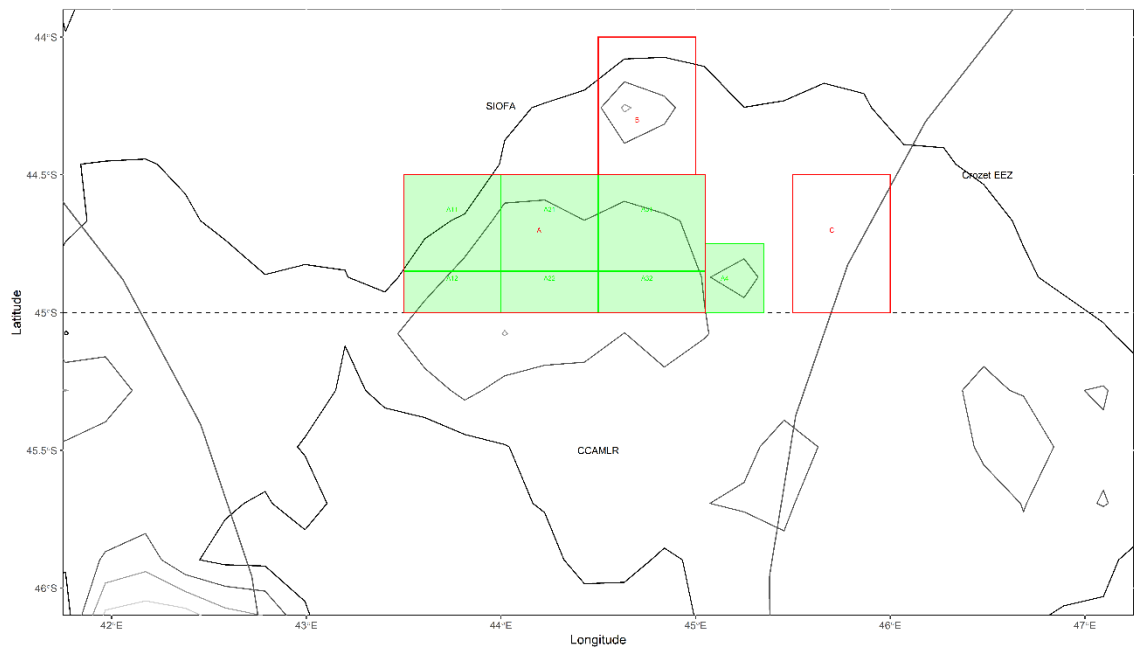 44°S
SIOFA
B
44.5°S
Crozet EEZ
A11
A21
A31
A
C
A12
A22
A32
A4
45°S
Latitude
45.5°S
CCAMLR
46°S
42°E
43°E
44°E
45°E
46°E
47°E
Longitude